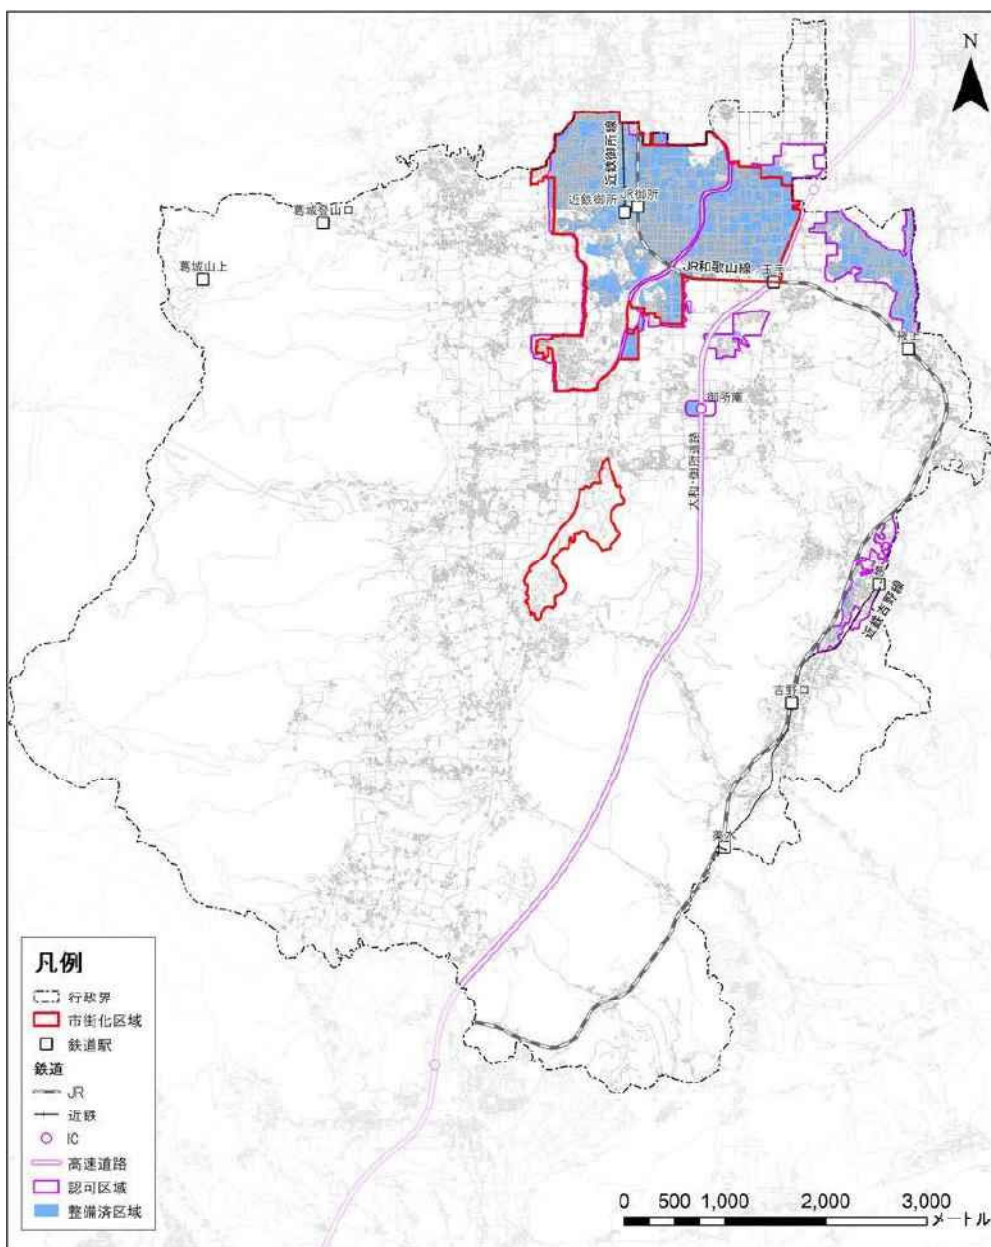 N
近鉄御所線
近鉄御所
JR御所
葛城登山口
葛城山上
JR和歌山線
玉手
掖上
御所南
大和・御所道路
近鉄吉野線
吉野口
薬水
凡例
行政界
市街化区域
鉄道駅
鉄道
JR
近鉄
IC
高速道路
認可区域
整備済区域
0 500 1,000 2,000 3,000
メートル